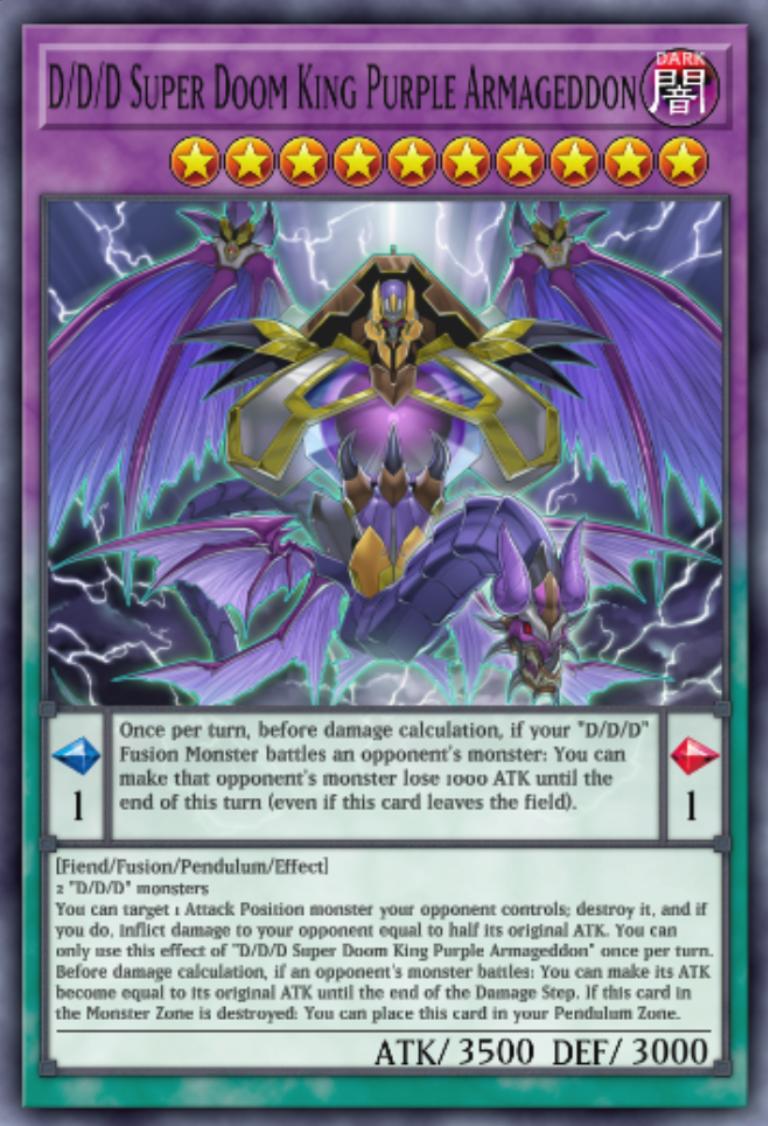 D/D/D Super Doom King Purple Armageddon
DARK
闇
Once per turn, before damage calculation, if your "D/D/D"
Fusion Monster battles an opponent's monster: You can
make that opponent's monster lose 1000 ATK until the
end of this turn (even if this card leaves the field).
1
1
[Fiend/Fusion/Pendulum/Effect]
2 "D/D/D" monsters
You can target 1 Attack Position monster your opponent controls; destroy it, and if
you do, inflict damage to your opponent equal to half its original ATK. You can
only use this effect of "D/D/D Super Doom King Purple Armageddon" once per turn.
Before damage calculation, if an opponent's monster battles: You can make its ATK
become equal to its original ATK until the end of the Damage Step. If this card in
the Monster Zone is destroyed: You can place this card in your Pendulum Zone.
ATK/ 3500 DEF/ 3000